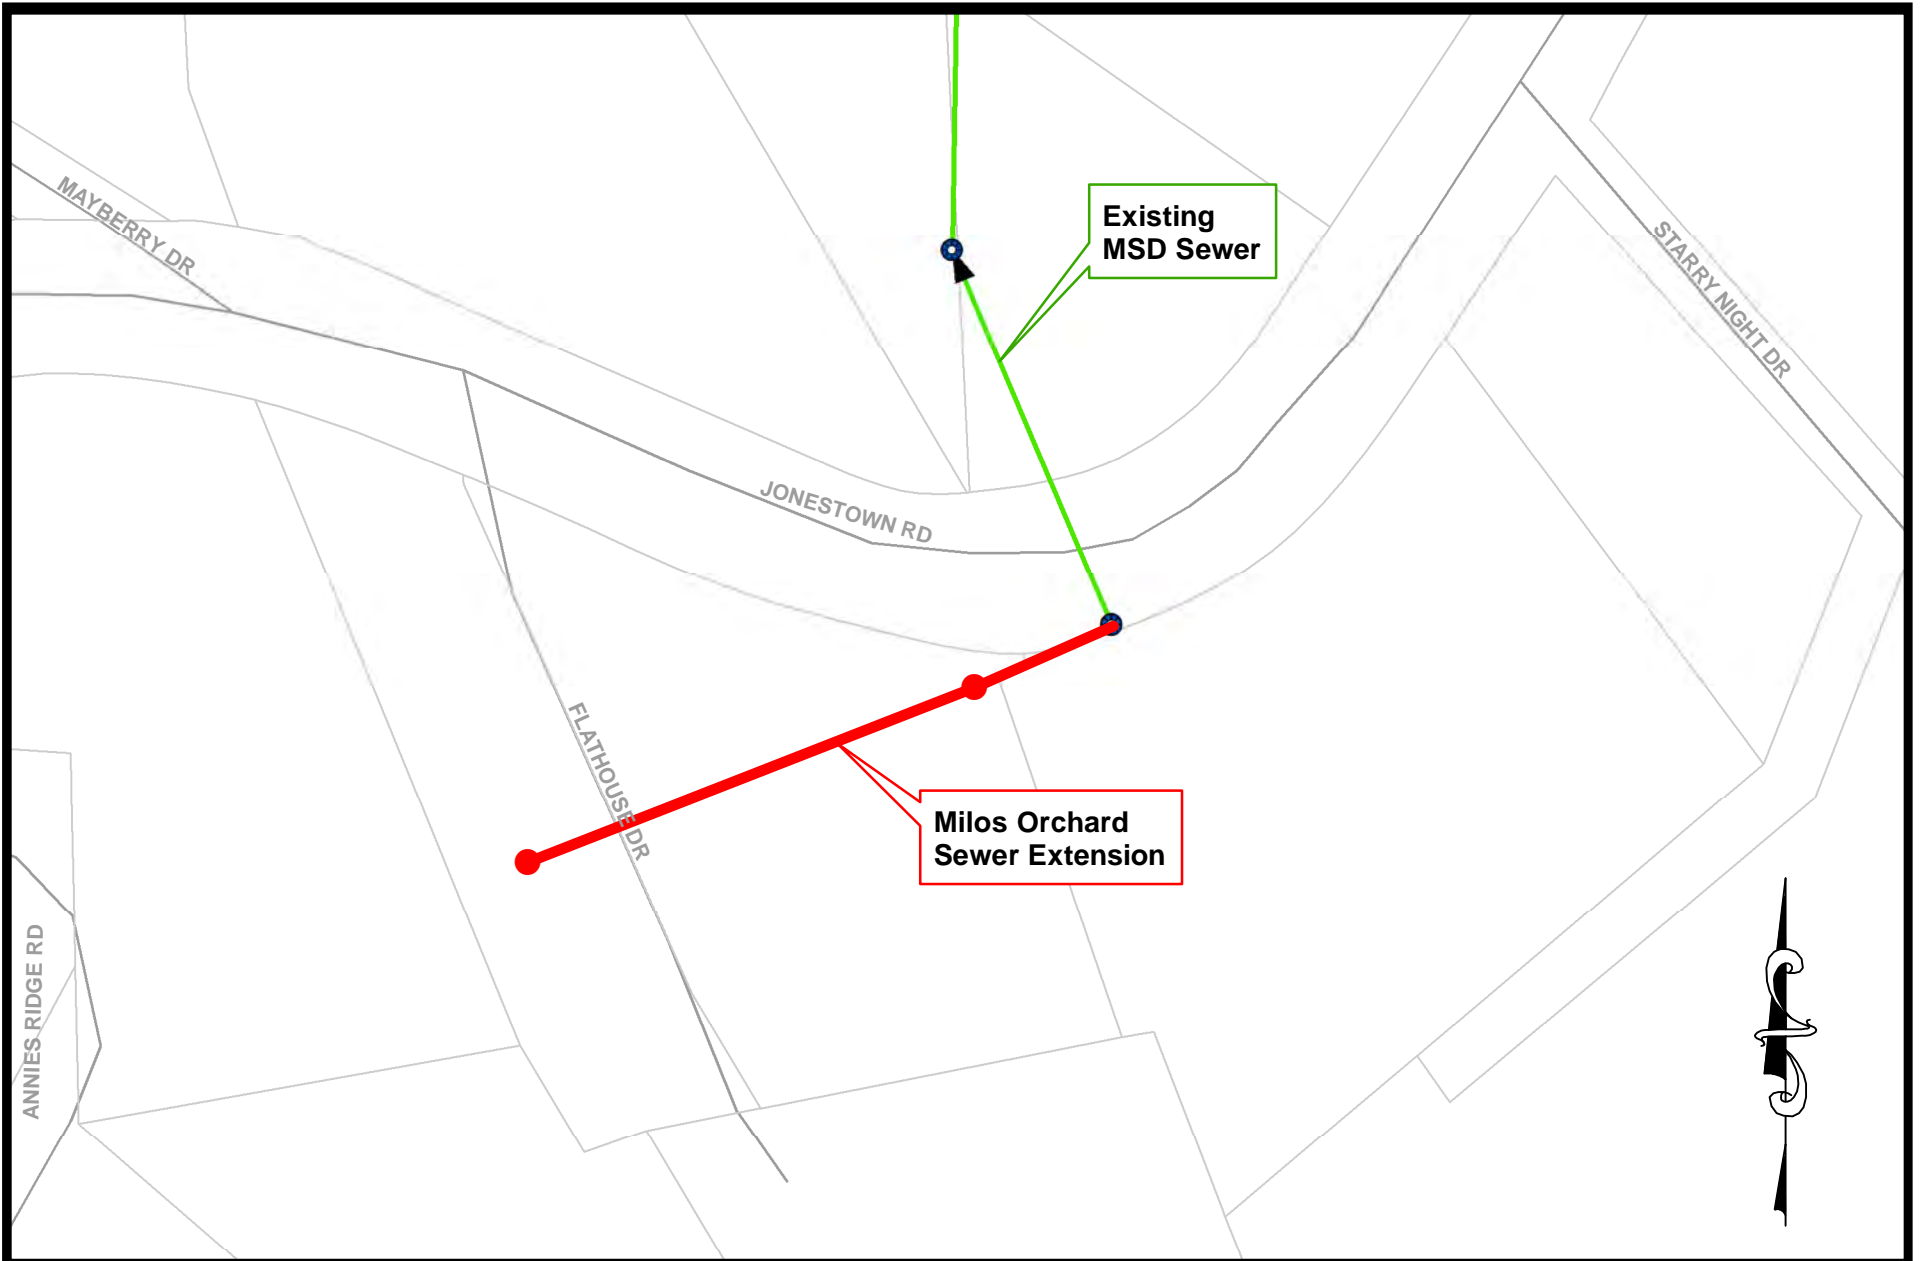 MAYBERRY DR
Existing
MSD Sewer
STARRY NIGHT DR
JONESTOWN RD
FLATHOUSE DR
Milos Orchard
Sewer Extension
ANNIES RIDGE RD